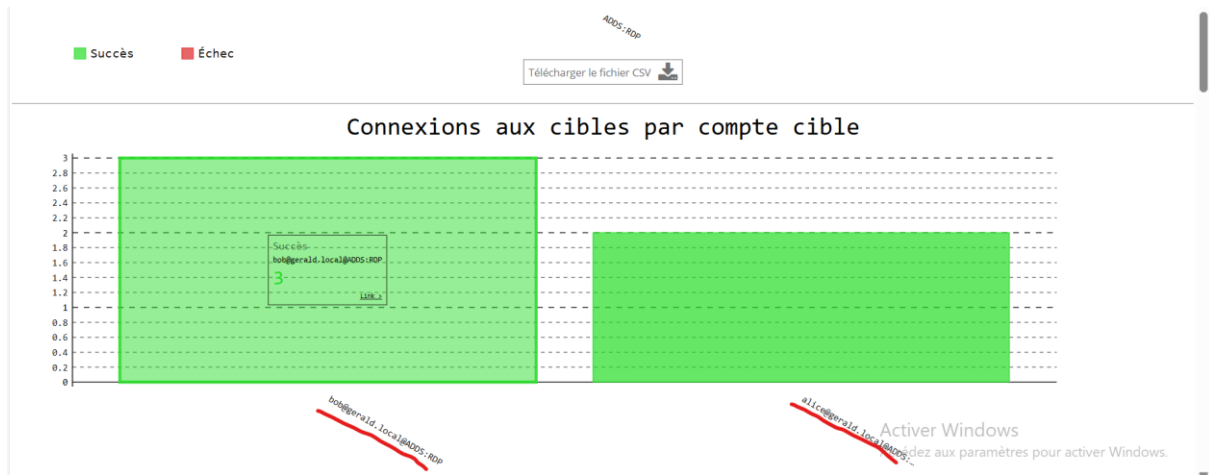 ADDS:RDP
Succès
Échec
Télécharger le fichier CSV
Connexions aux cibles par compte cible
3
2.8
2.6
2.4
2.2
2
1.8
1.6
1.4
1.2
1
0.8
0.6
0.4
0.2
0
Succès
bob@gerald.local@ADDS:RDP
3
Link >
bob@gerald.local@ADDS:RDP
alice@gerald.local@ADDS:…
Activer Windows
dez aux paramètres pour activer Windows.